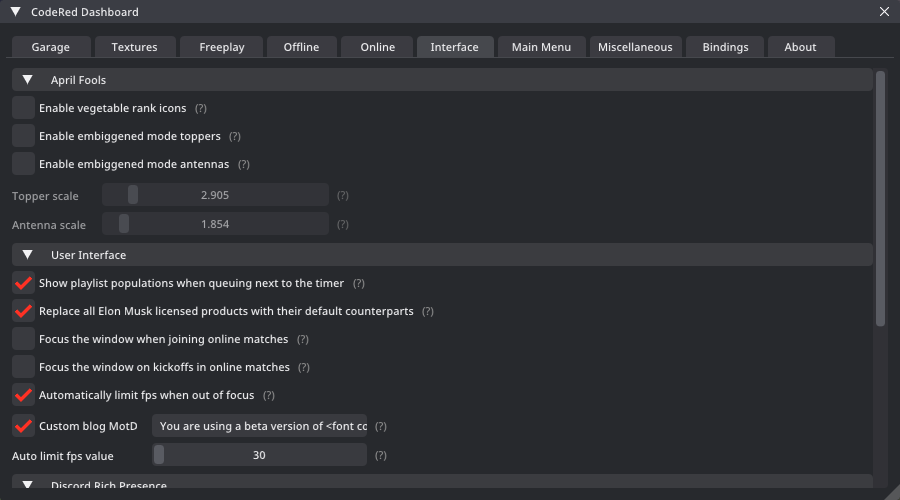 CodeRed Dashboard
Garage Textures Freeplay Offline Online Interface Main Menu Miscellaneous Bindings About
April Fools
Enable vegetable rank icons (?)
Enable embiggened mode toppers (?)
Enable embiggened mode antennas (?)
Topper scale 2.905 (?)
Antenna scale 1.854 (?)
User Interface
Show playlist populations when queuing next to the timer (?)
Replace all Elon Musk licensed products with their default counterparts (?)
Focus the window when joining online matches (?)
Focus the window on kickoffs in online matches (?)
Automatically limit fps when out of focus (?)
Custom blog MotD You are using a beta version of <font co (?)
Auto limit fps value 30 (?)
Discord Rich Presence